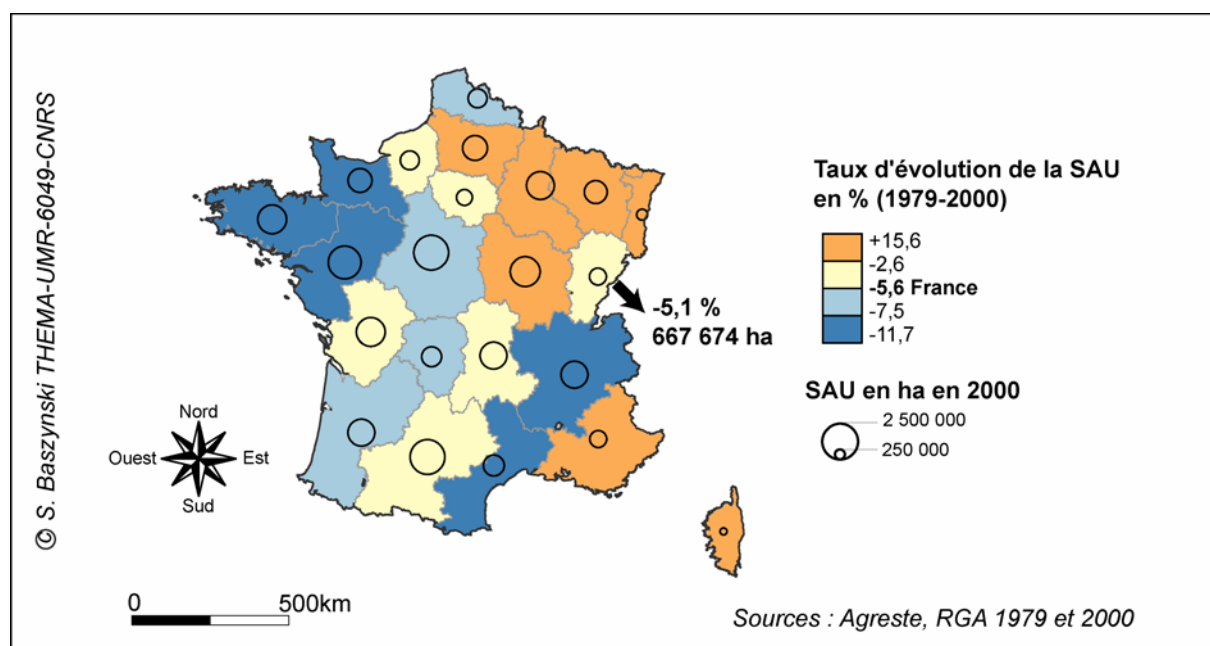 © S. Baszynski THEMA-UMR-6049-CNRS
Taux d'évolution de la SAU
en % (1979-2000)
+15,6
-2,6
-5,6 France
-7,5
-11,7
-5,1 %
667 674 ha
SAU en ha en 2000
2 500 000
250 000
Nord
Ouest
Est
Sud
0
500km
Sources : Agreste, RGA 1979 et 2000